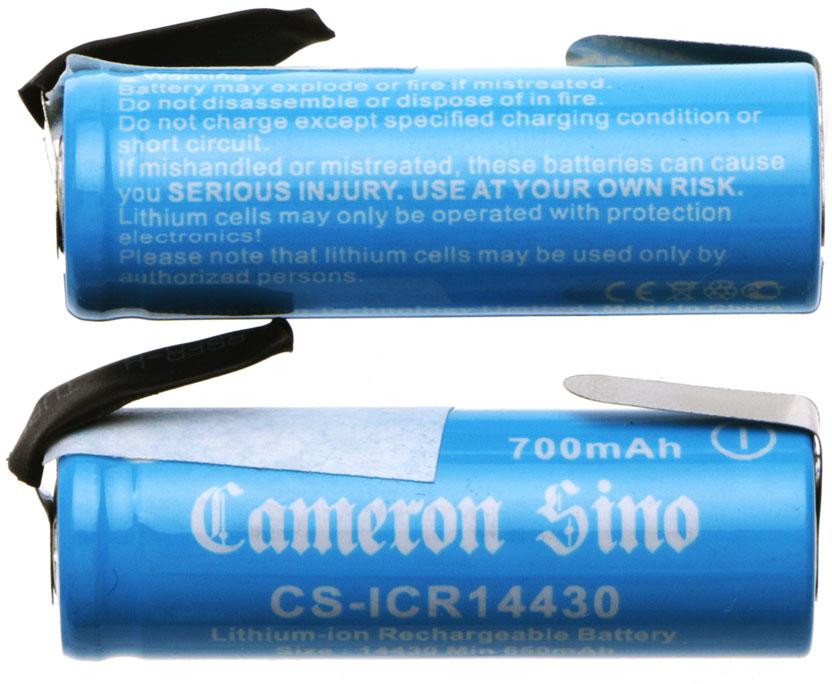 Warning
Battery may explode or fire if mistreated.
Do not disassemble or dispose of in fire.
Do not charge except specified charging condition or
short circuit.
If mishandled or mistreated, these batteries can cause
you SERIOUS INJURY. USE AT YOUR OWN RISK.
Lithium cells may only be operated with protection
electronics!
Please note that lithium cells may be used only by
authorized persons.
CE
700mAh
Cameron Sino
CS-ICR14430
Lithium-ion Rechargeable Battery
Size : 14430 Min 660mAh